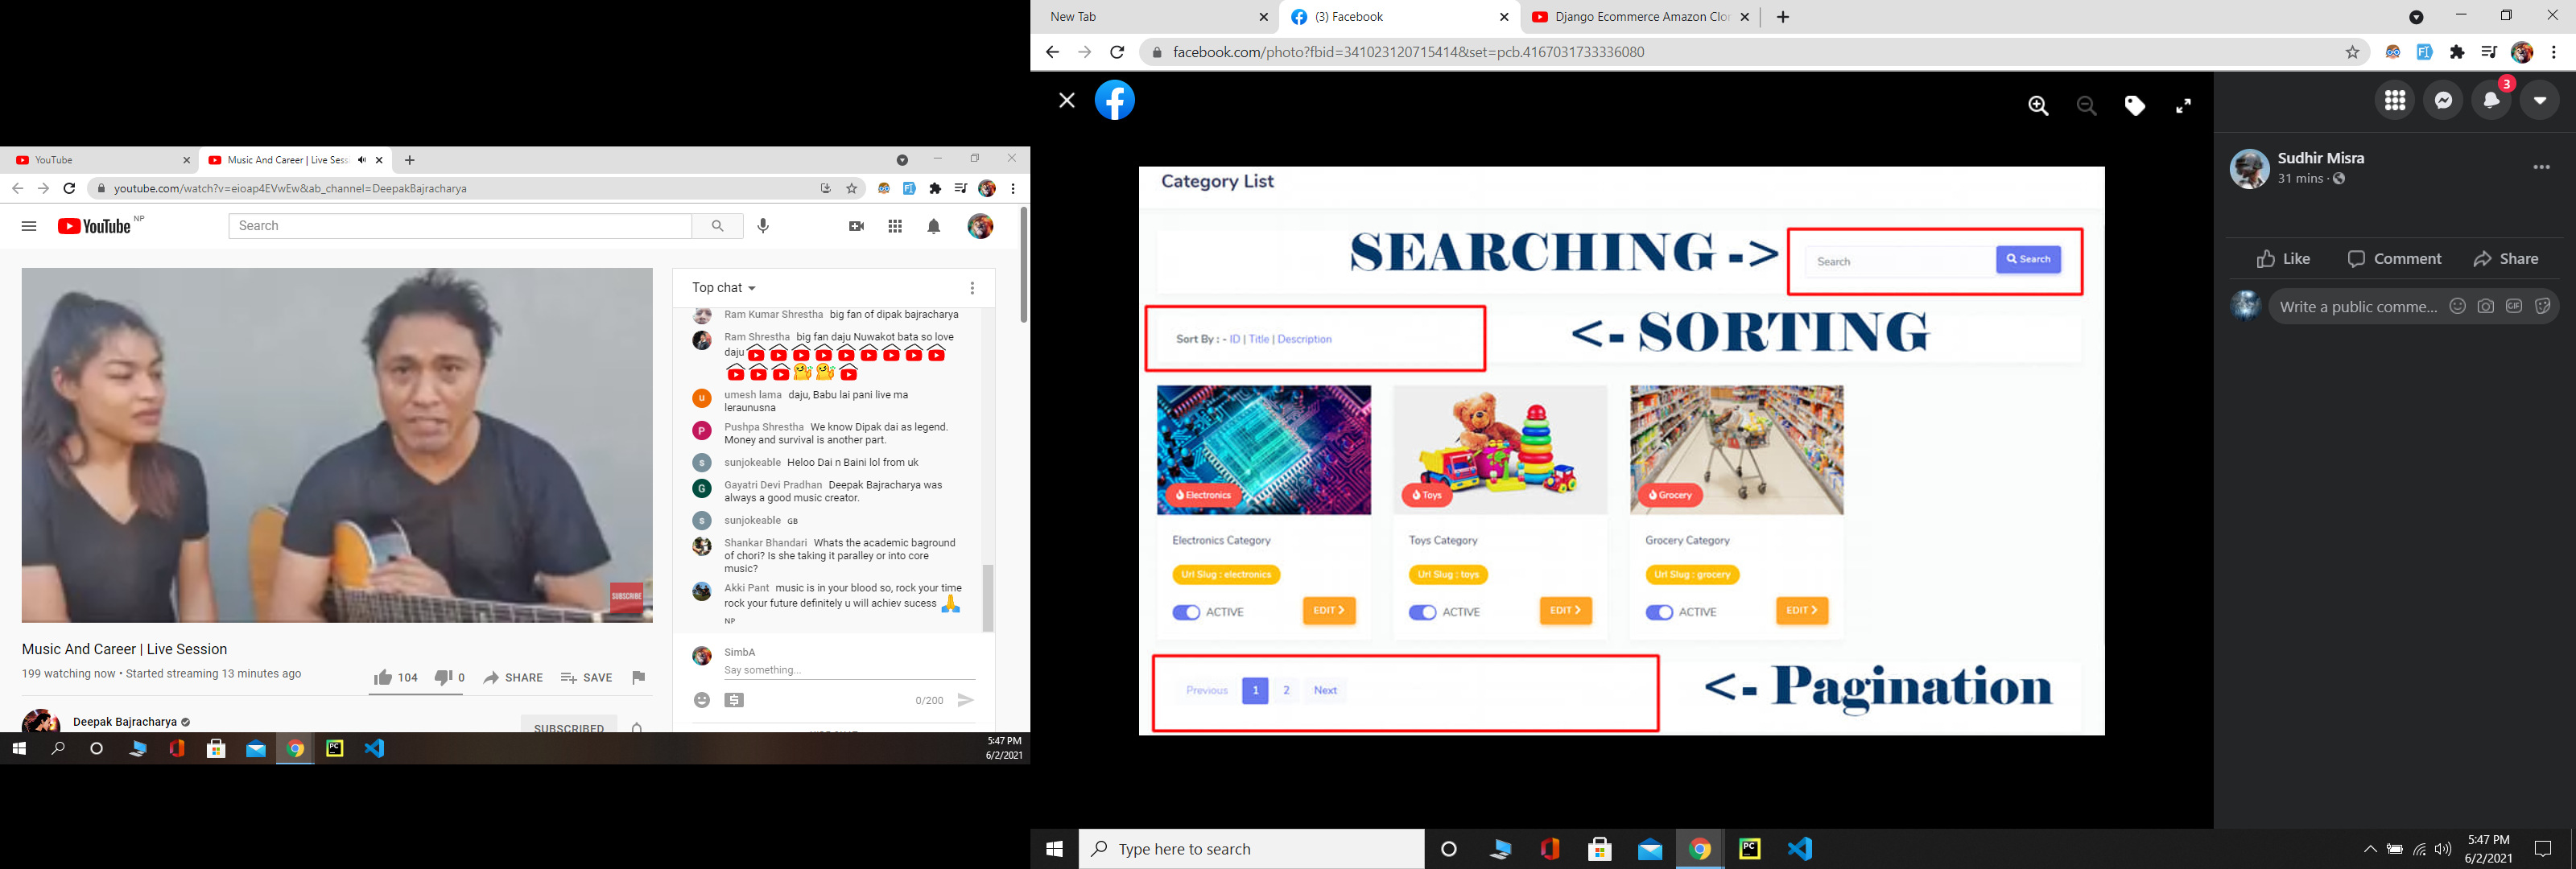 YouTube
Music And Career | Live Sess
youtube.com/watch?v=eioap4EVwEw&ab_channel=DeepakBajracharya
YouTube NP
Search
SUBSCRIBE
Music And Career | Live Session
199 watching now • Started streaming 13 minutes ago
104
0
SHARE
SAVE
Deepak Bajracharya
SUBSCRIBED
Top chat
Ram Kumar Shrestha big fan of dipak bajracharya
Ram Shrestha big fan daju Nuwakot bata so love
daju
umesh lama daju, Babu lai pani live ma
leraunusna
Pushpa Shrestha We know Dipak dai as legend.
Money and survival is another part.
sunjokeable Heloo Dai n Baini lol from uk
Gayatri Devi Pradhan Deepak Bajracharya was
always a good music creator.
sunjokeable GB
Shankar Bhandari Whats the academic baground
of chori? Is she taking it paralley or into core
music?
Akki Pant music is in your blood so, rock your time
rock your future definitely u will achiev sucess
NP
SimbA
Say something...
0/200
5:47 PM
6/2/2021
New Tab
(3) Facebook
Django Ecommerce Amazon Clo
facebook.com/photo?fbid=341023120715414&set=pcb.4167031733336080
Category List
SEARCHING ->
Search
Search
Sort By : - ID | Title | Description
<- SORTING
Electronics
Toys
Grocery
Electronics Category
Toys Category
Grocery Category
Url Slug : electronics
Url Slug : toys
Url Slug : grocery
ACTIVE
EDIT
ACTIVE
EDIT
ACTIVE
EDIT
Previous
1
2
Next
<- Pagination
3
Sudhir Misra
31 mins
Like
Comment
Share
Write a public comme...
GIF
Type here to search
5:47 PM
6/2/2021